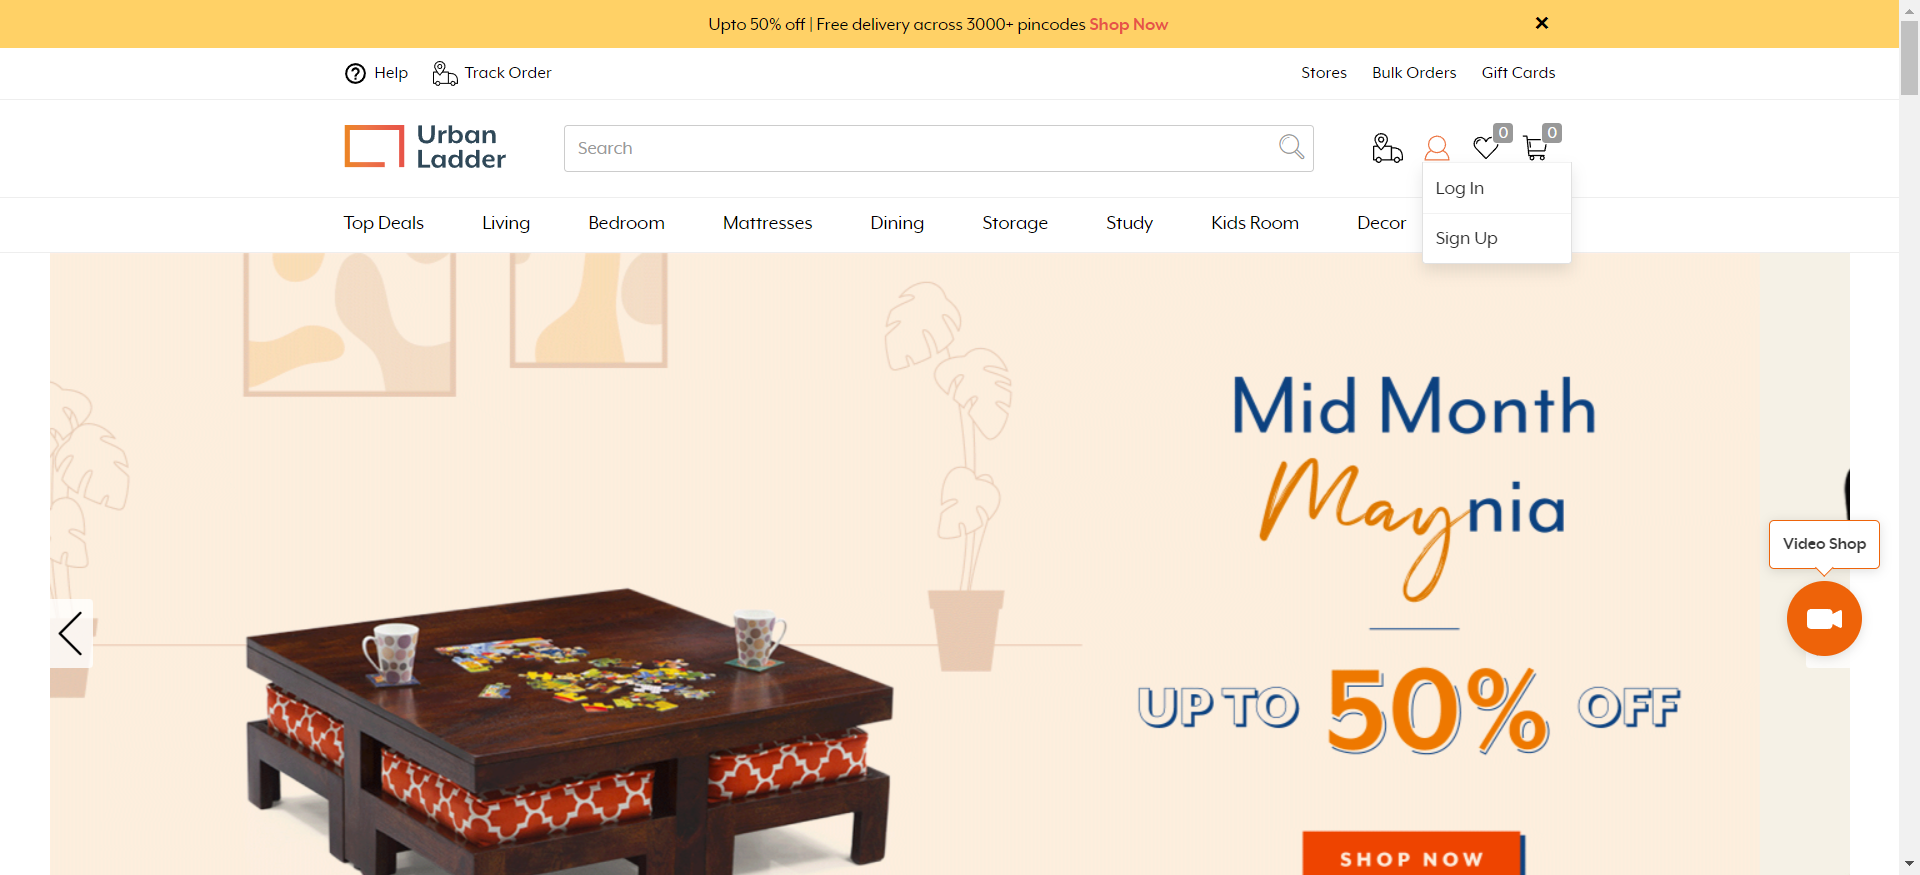 Upto 50% off | Free delivery across 3000+ pincodes Shop Now
Help
Track Order
Stores
Bulk Orders
Gift Cards
Urban
Ladder
Search
0
0
Log In
Sign Up
Top Deals
Living
Bedroom
Mattresses
Dining
Storage
Study
Kids Room
Decor
Mid Month
Maynia
UP TO 50% OFF
SHOP NOW
Video Shop